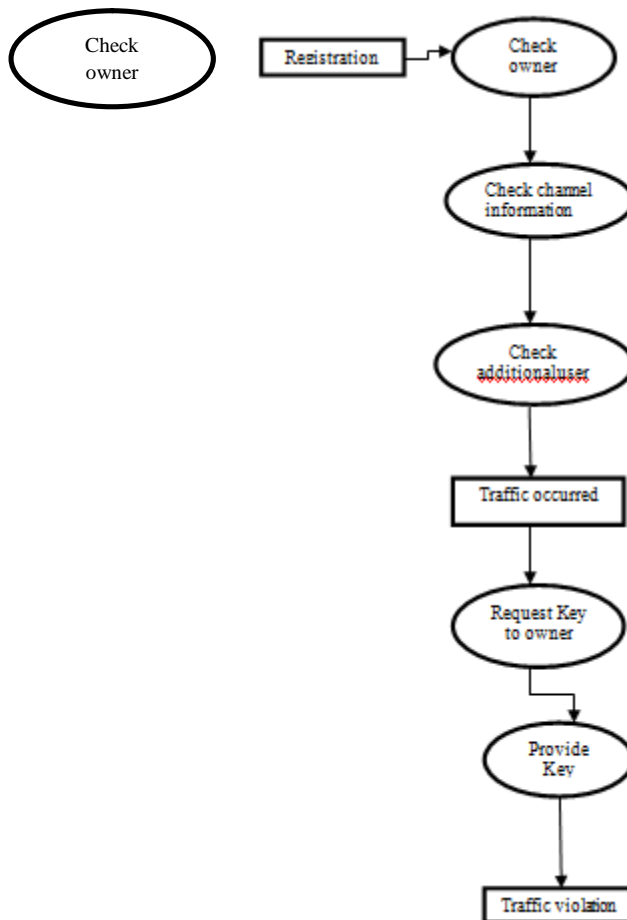 Check
owner
Registration
Check
owner
Check channel
information
Check
additionaluser
Traffic occurred
Request Key
to owner
Provide
Key
Traffic violation